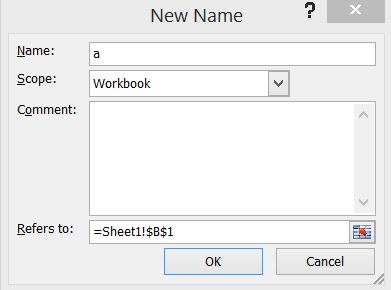 New Name
? ×
Name: a
Scope: Workbook
Comment:
Refers to: =Sheet1!$B$1
OK Cancel